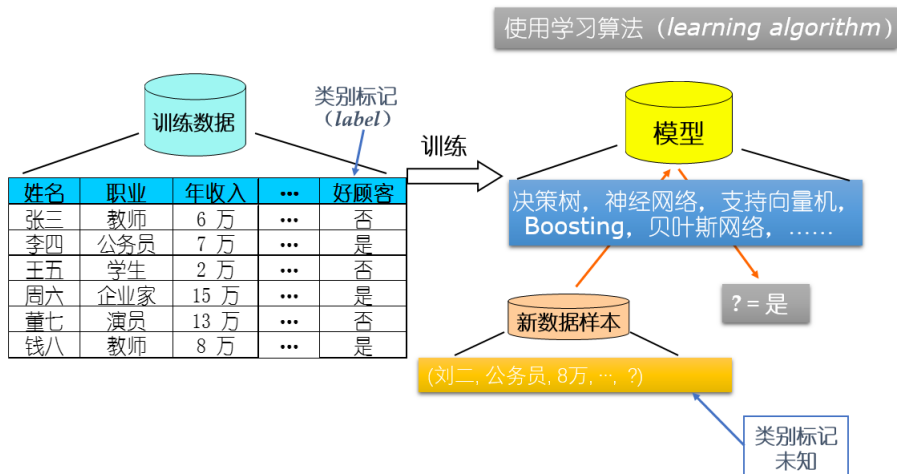 使用学习算法（learning algorithm）
类别标记
（label）
训练数据
训练
模型
姓名 职业 年收入 … 好顾客
张三 教师 6 万 … 否
李四 公务员 7 万 … 是
王五 学生 2 万 … 否
周六 企业家 15 万 … 是
董七 演员 13 万 … 否
钱八 教师 8 万 … 是
决策树，神经网络，支持向量机，
Boosting，贝叶斯网络，……
? = 是
新数据样本
(刘二, 公务员, 8万, …, ?)
类别标记
未知